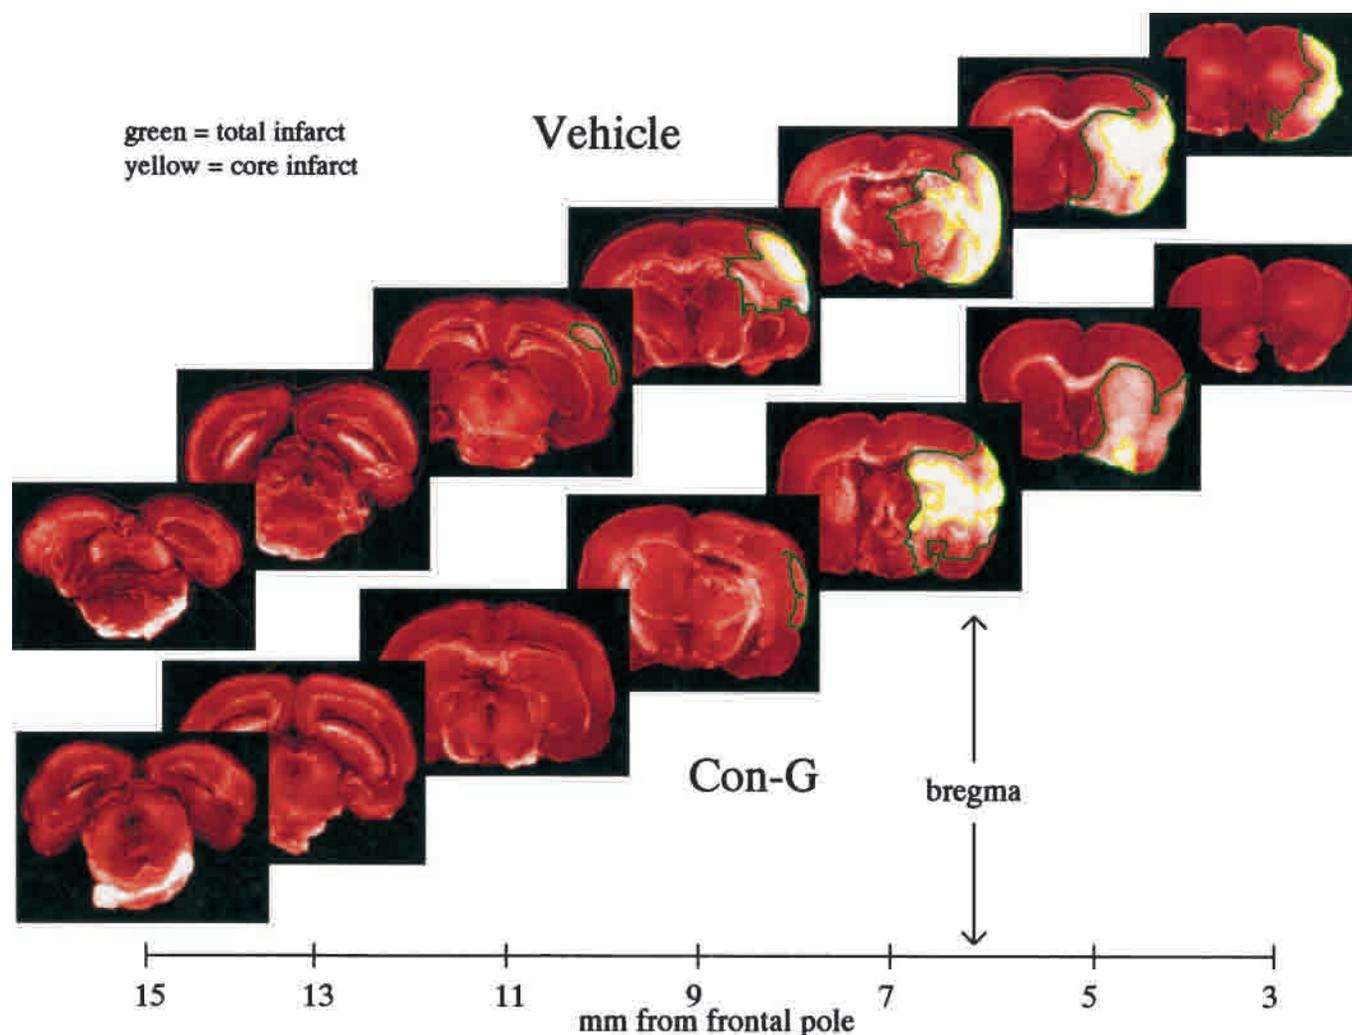 green = total infarct
yellow = core infarct
Vehicle
Con-G
bregma
15 13 11 9 7 5 3
mm from frontal pole